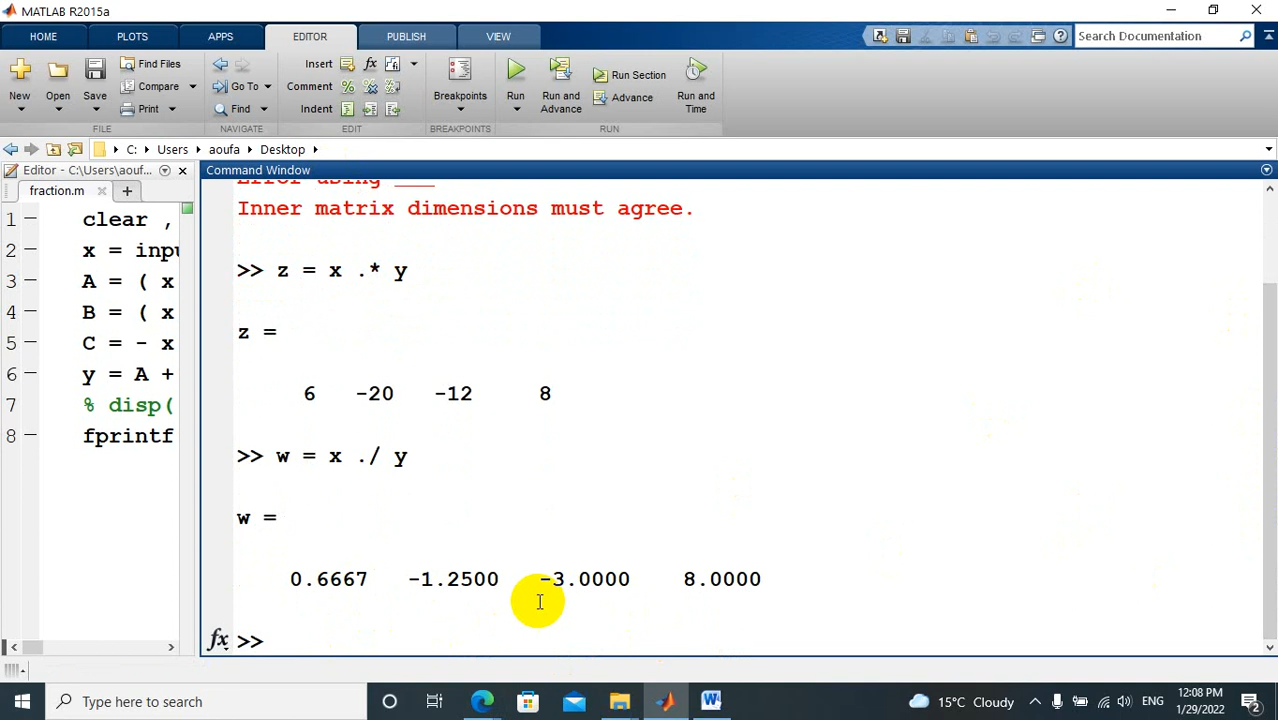 MATLAB R2015a
HOME PLOTS APPS EDITOR PUBLISH VIEW Search Documentation
New Open Save Find Files Compare Print
Go To Find
Insert Comment Indent
Breakpoints Run Run and Advance Run Section Advance Run and Time
FILE NAVIGATE EDIT BREAKPOINTS RUN
C: Users aoufa Desktop
Editor - C:\Users\aouf...
Command Window
fraction.m
1 clear ,
2 x = inpu
3 A = ( x
4 B = ( x
5 C = - x
6 y = A +
7 % disp(
8 fprintf
Error using
Inner matrix dimensions must agree.
>> z = x .* y
z =
6 -20 -12 8
>> w = x ./ y
w =
0.6667 -1.2500 -3.0000 8.0000
fx >>
Type here to search
15°C Cloudy
ENG
12:08 PM
1/29/2022
2